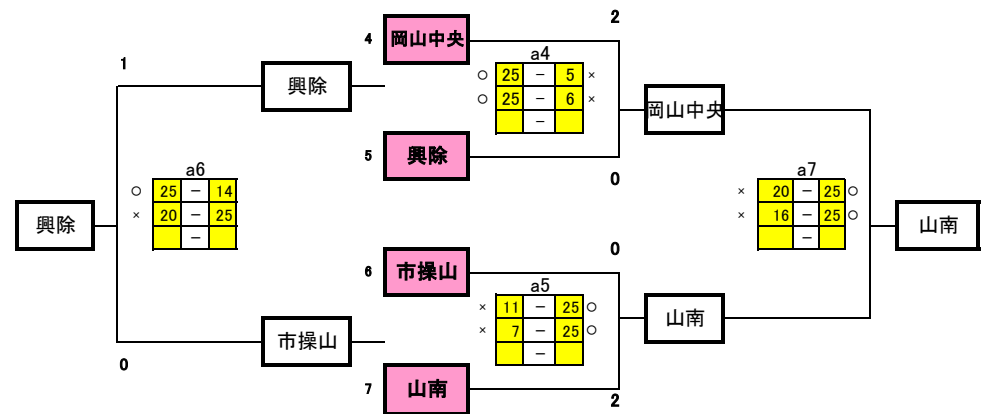 2
4 岡山中央
a4
1
○ 25 － 5 ×
興除
○ 25 － 6 ×
－
岡山中央
5 興除
a6
0
a7
○ 25 － 14
× 20 － 25 ○
× 20 － 25
× 16 － 25 ○
興除
－
－
山南
0
6 市操山
a5
× 11 － 25 ○
市操山
× 7 － 25 ○
山南
－
0
7 山南
2